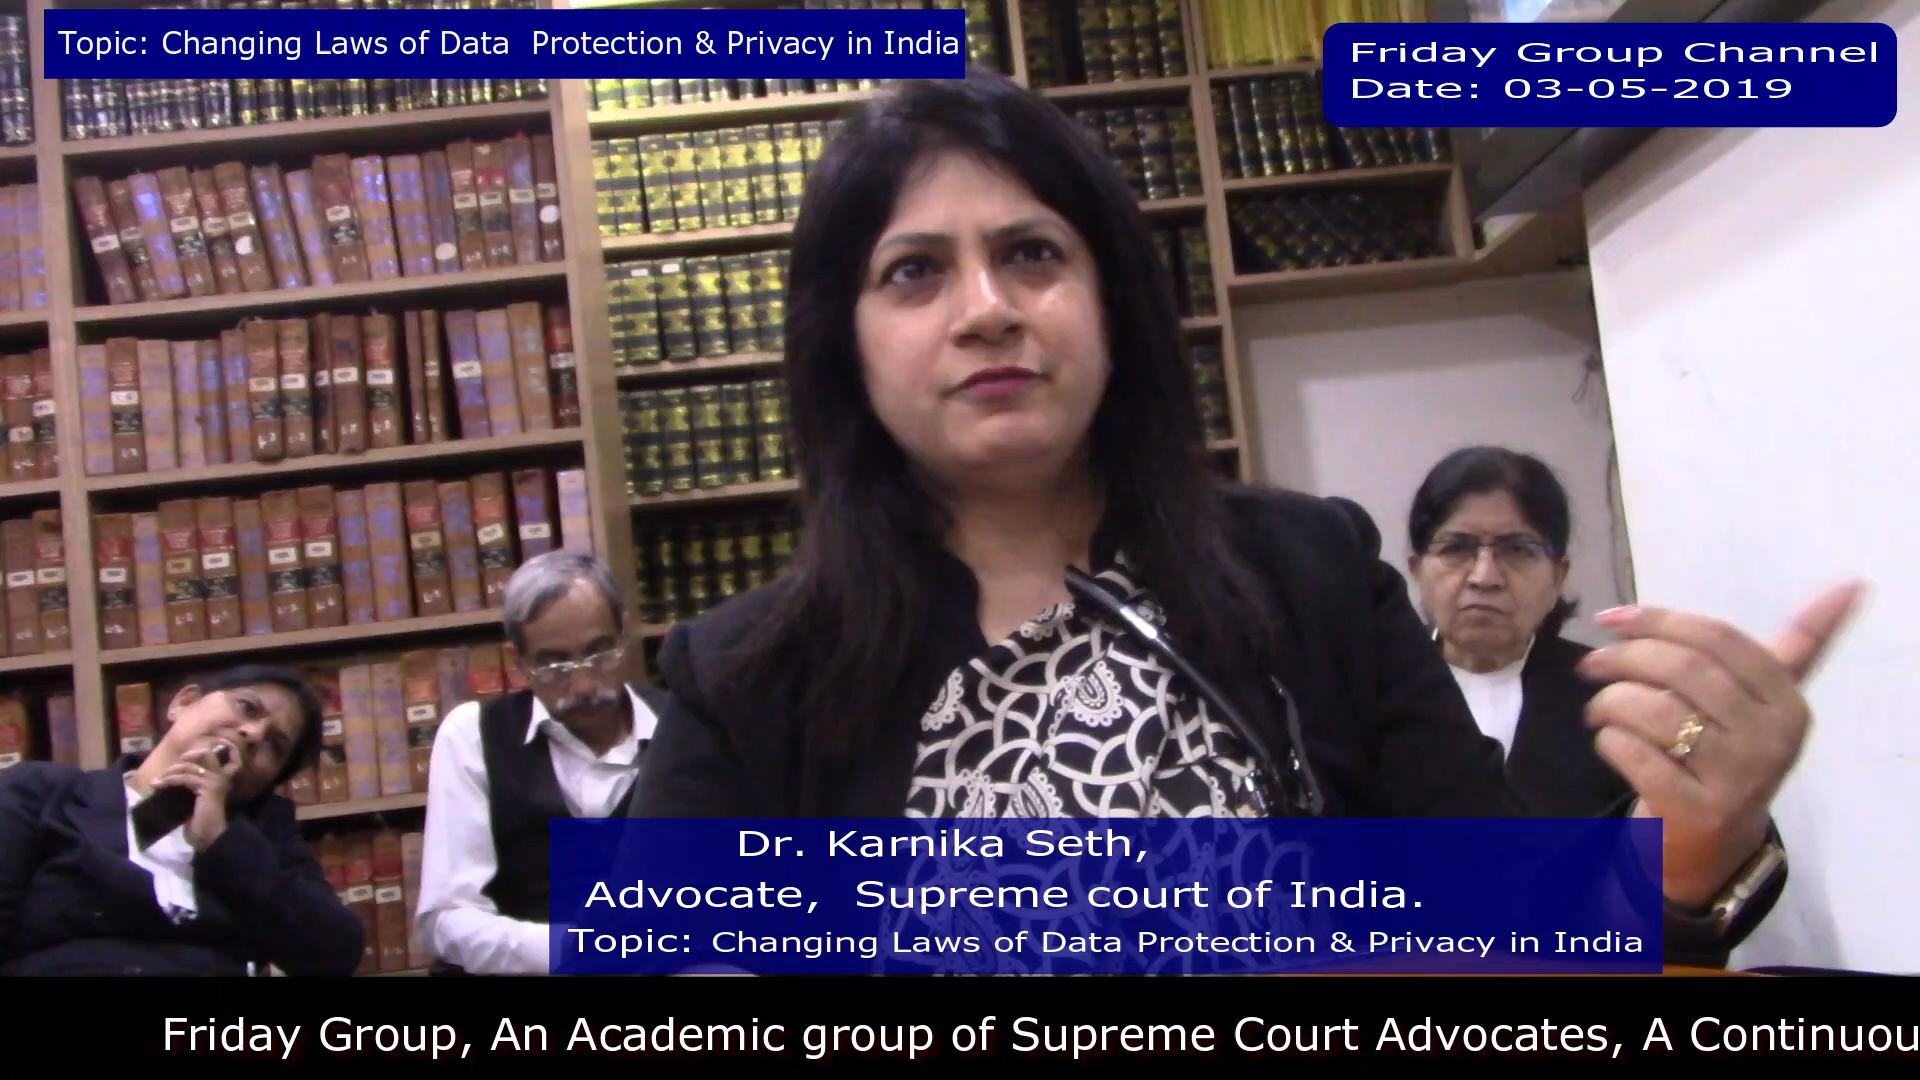 Topic: Changing Laws of Data Protection & Privacy in India
Friday Group Channel
Date: 03-05-2019
Dr. Karnika Seth,
Advocate, Supreme court of India.
Topic: Changing Laws of Data Protection & Privacy in India
Friday Group, An Academic group of Supreme Court Advocates, A Continuou